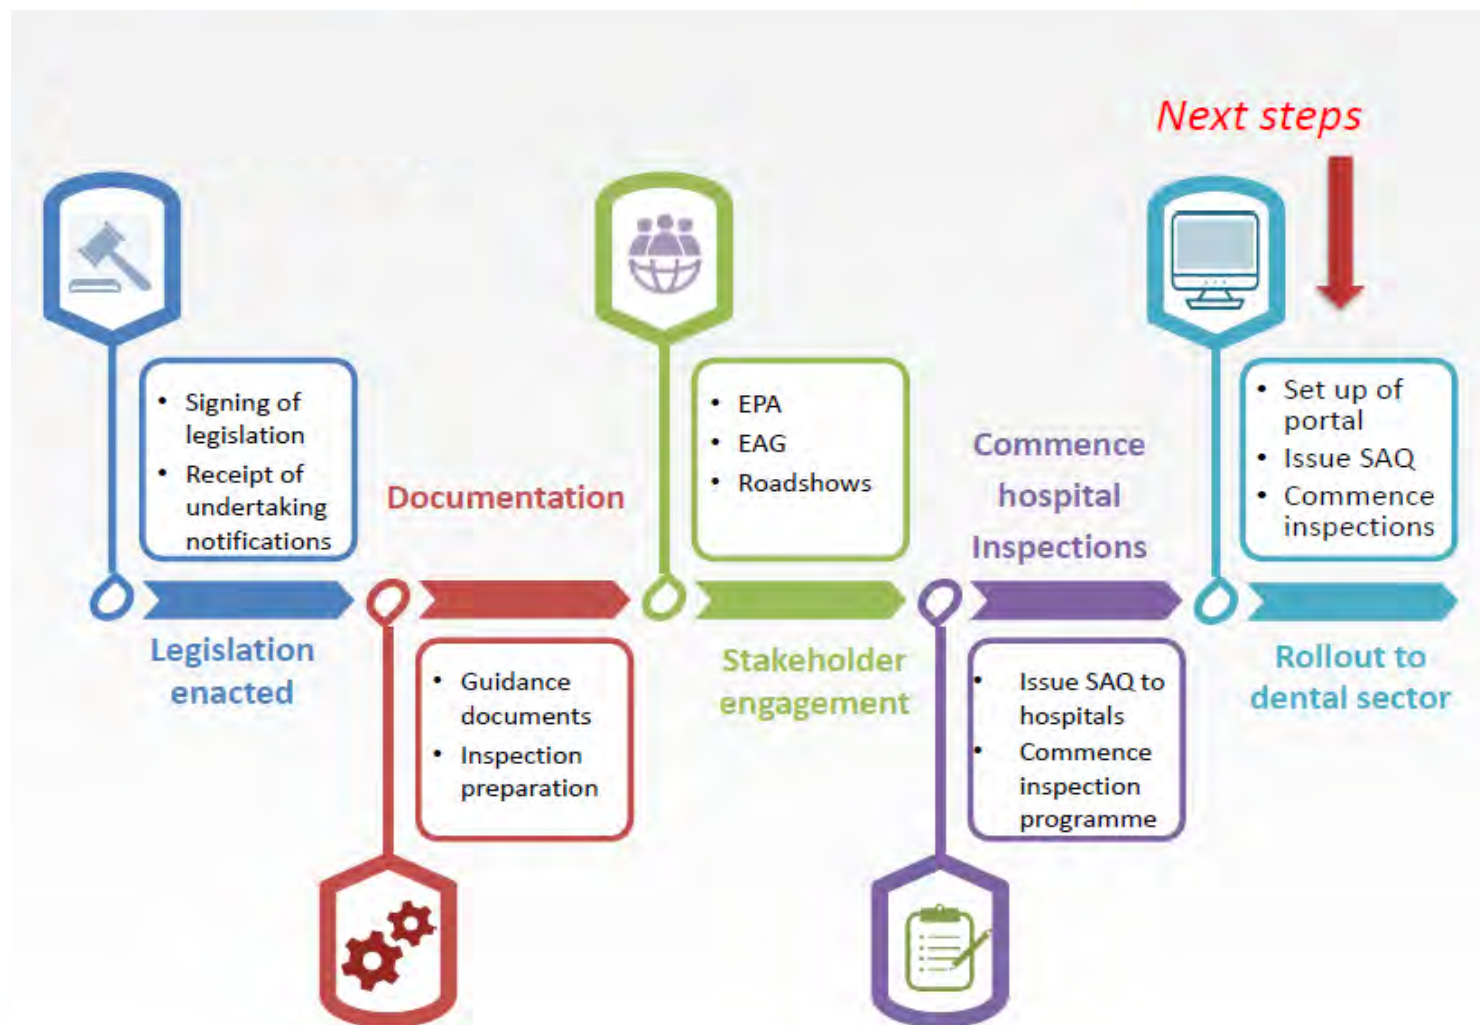 Next steps
• Signing of
legislation
• Receipt of
undertaking
notifications
Legislation
enacted
Documentation
• Guidance
documents
• Inspection
preparation
• EPA
• EAG
• Roadshows
Stakeholder
engagement
Commence
hospital
Inspections
• Issue SAQ to
hospitals
• Commence
inspection
programme
• Set up of
portal
• Issue SAQ
• Commence
inspections
Rollout to
dental sector